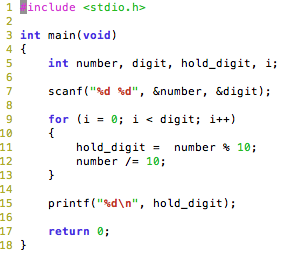 1 #include <stdio.h>
2
3 int main(void)
4 {
5     int number, digit, hold_digit, i;
6
7     scanf("%d %d", &number, &digit);
8
9     for (i = 0; i < digit; i++)
10     {
11         hold_digit =  number % 10;
12         number /= 10;
13     }
14
15     printf("%d\n", hold_digit);
16
17     return 0;
18 }